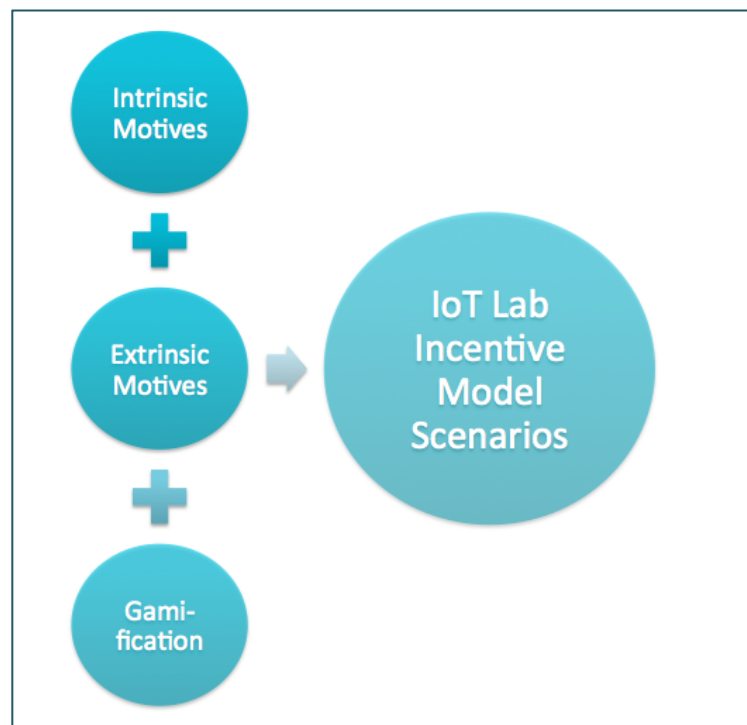 Intrinsic
Motives
Extrinsic
Motives
Gami-
fication
IoT Lab
Incentive
Model
Scenarios